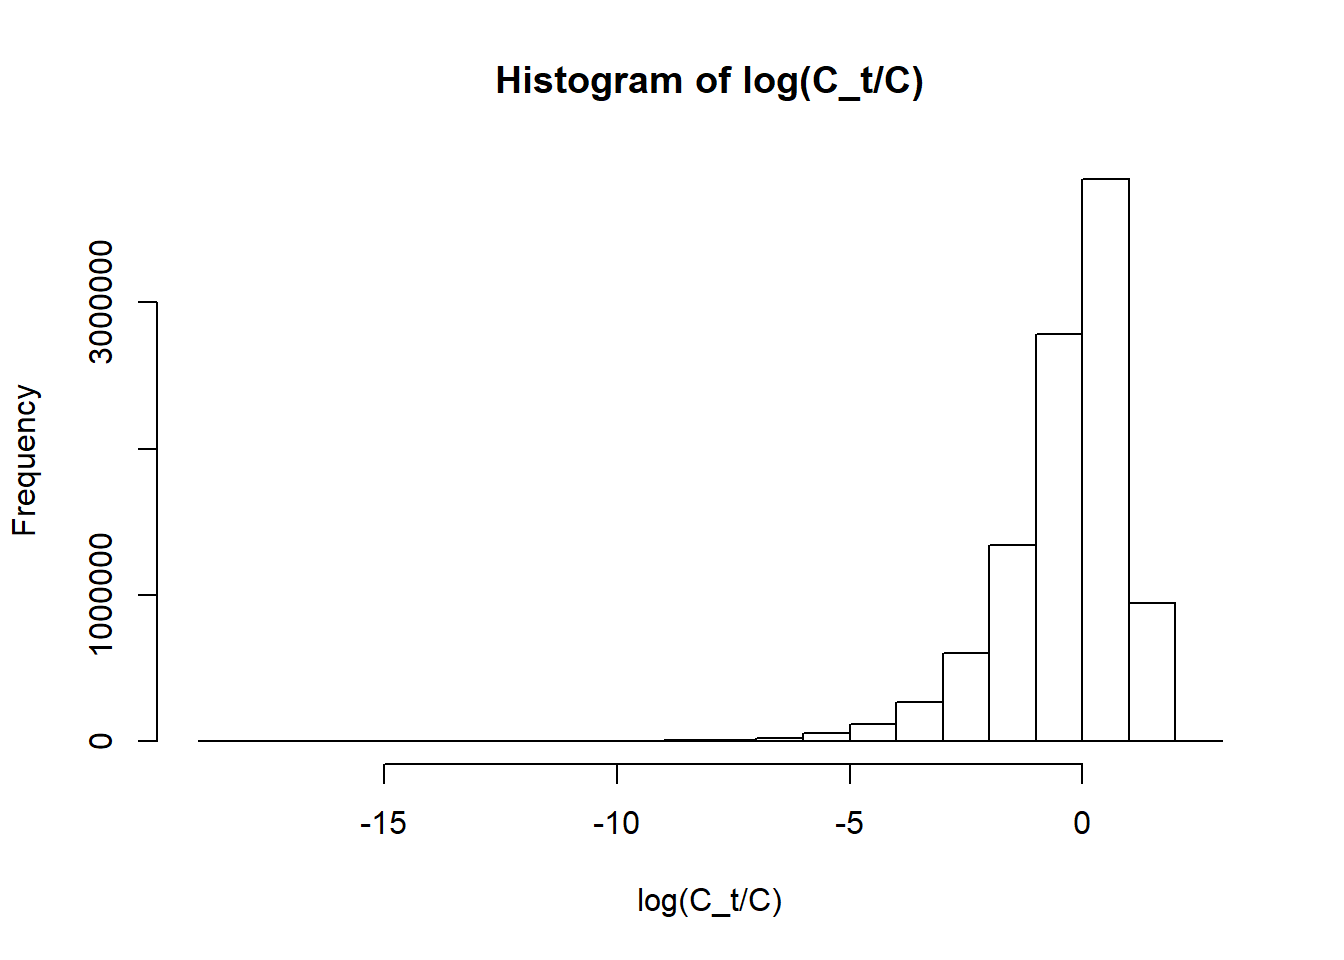 Histogram of log(C_t/C)
Frequency
3000000
1000000
0
-15 -10 -5 0
log(C_t/C)